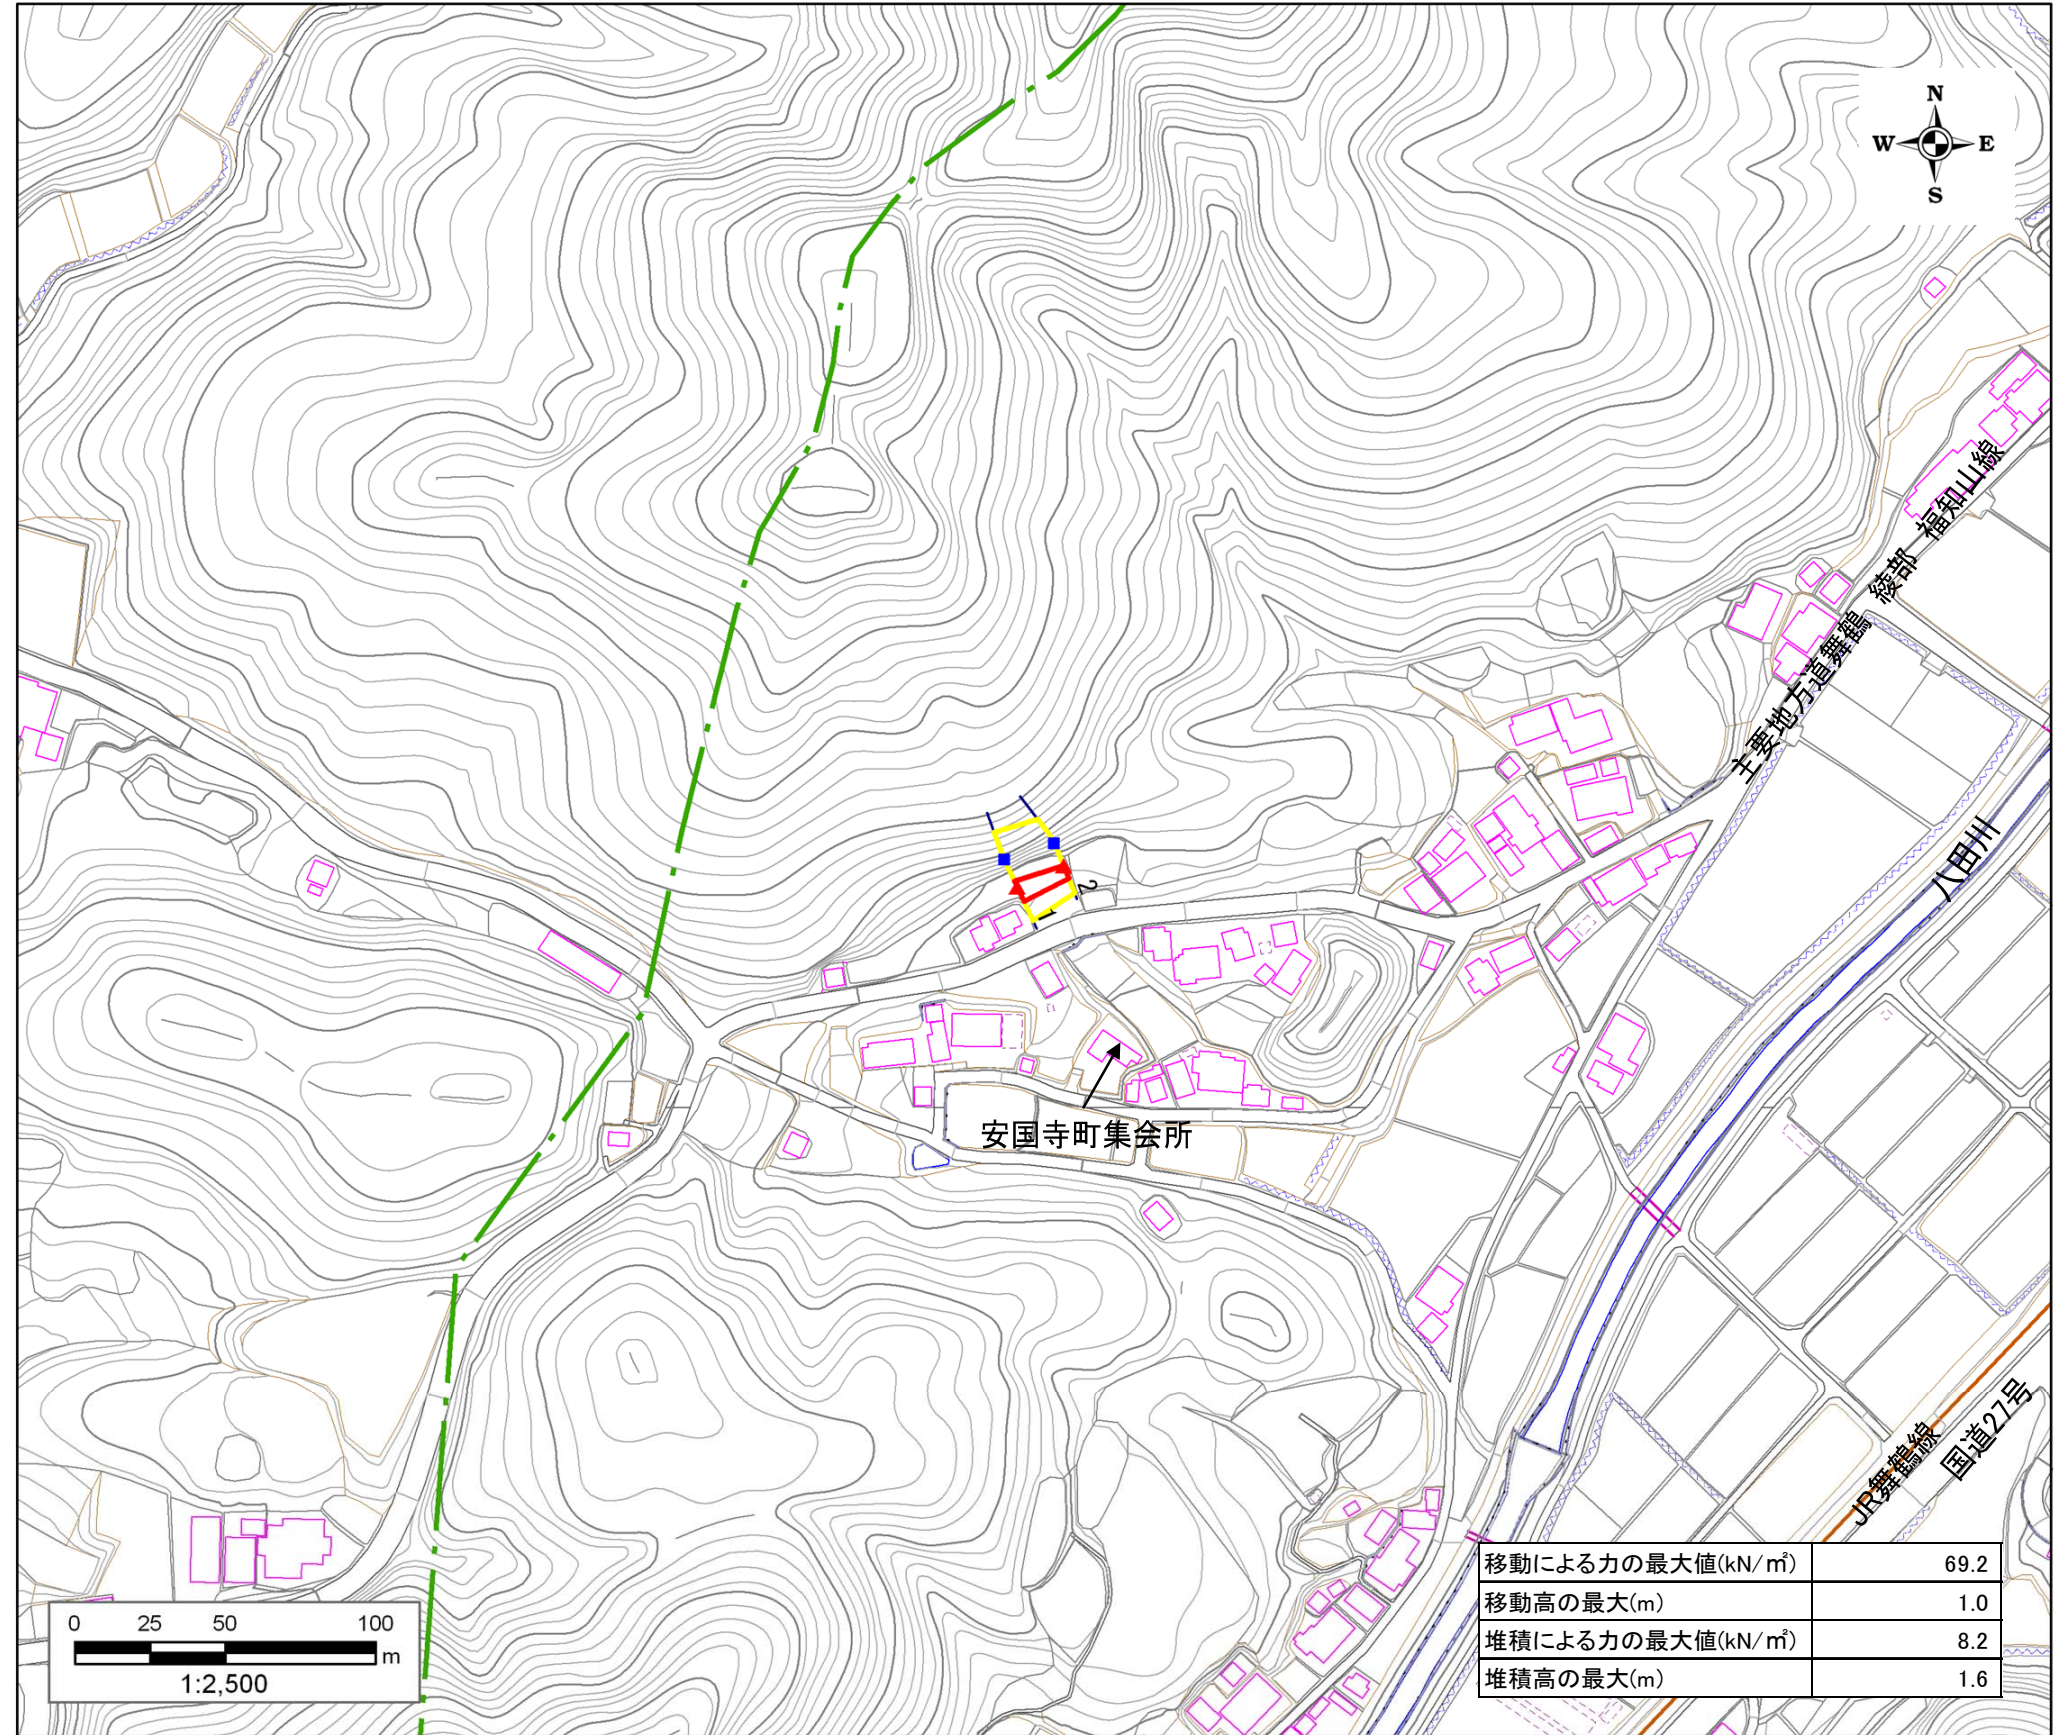 N
W E
S
主要地方道舞鶴 綾部 福知山線
八田川
2
安国寺町集会所
JR舞鶴線
国道27号
移動による力の最大値(kN/㎡) 69.2
移動高の最大(m) 1.0
堆積による力の最大値(kN/㎡) 8.2
堆積高の最大(m) 1.6
0 25 50 100
m
1:2,500